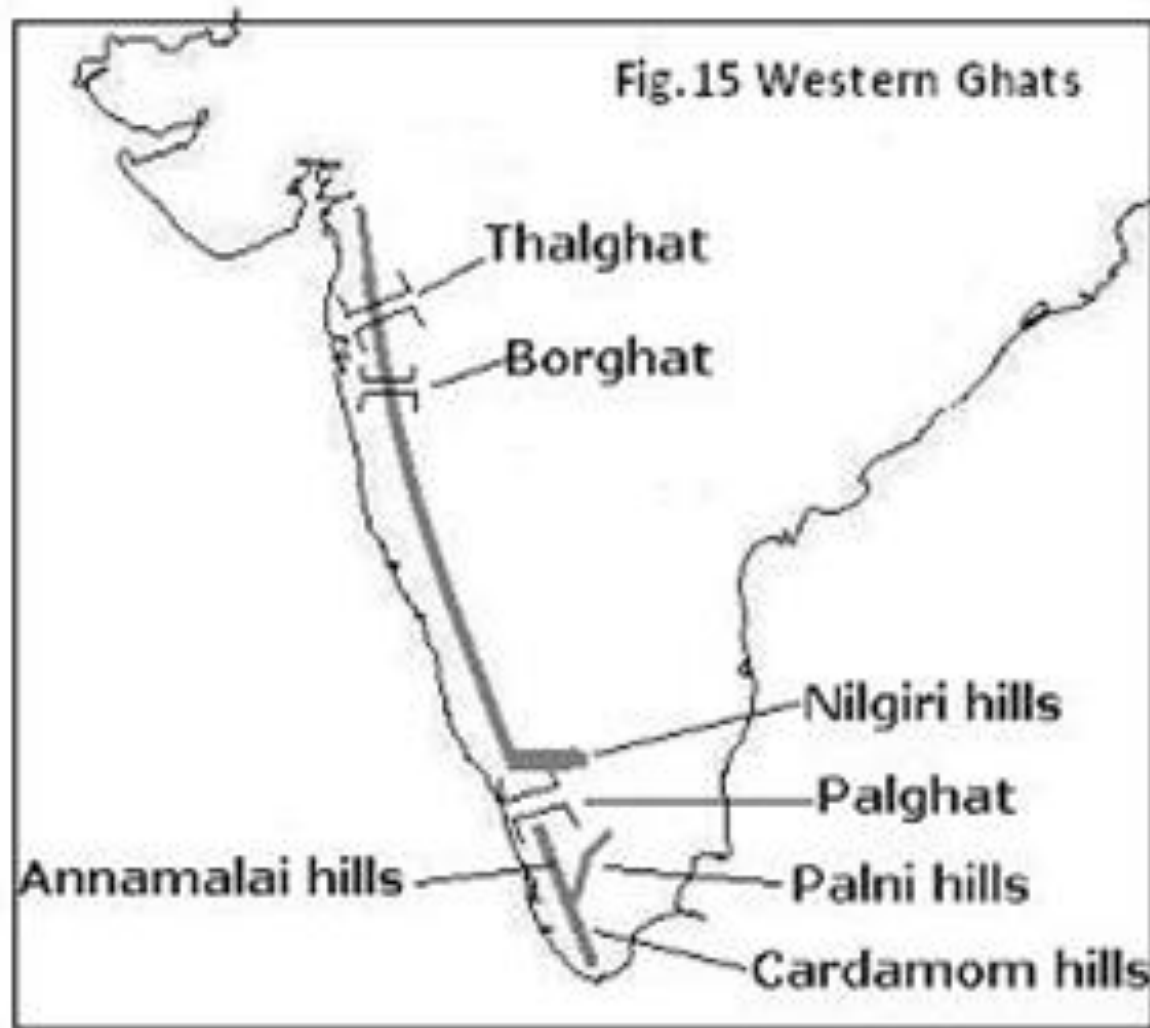 Fig.15 Western Ghats
Thalghat
Borghat
Nilgiri hills
Palghat
Annamalai hills
Palni hills
Cardamom hills